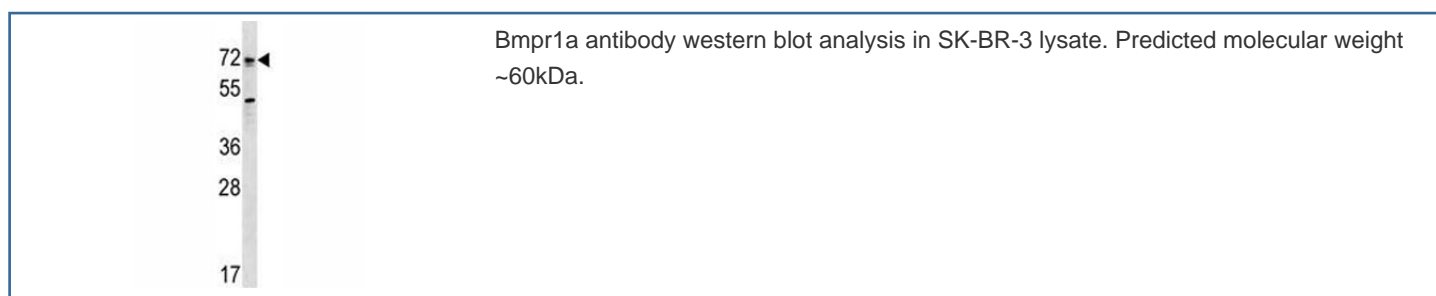 72
55
36
28
17
Bmpr1a antibody western blot analysis in SK-BR-3 lysate. Predicted molecular weight
~60kDa.